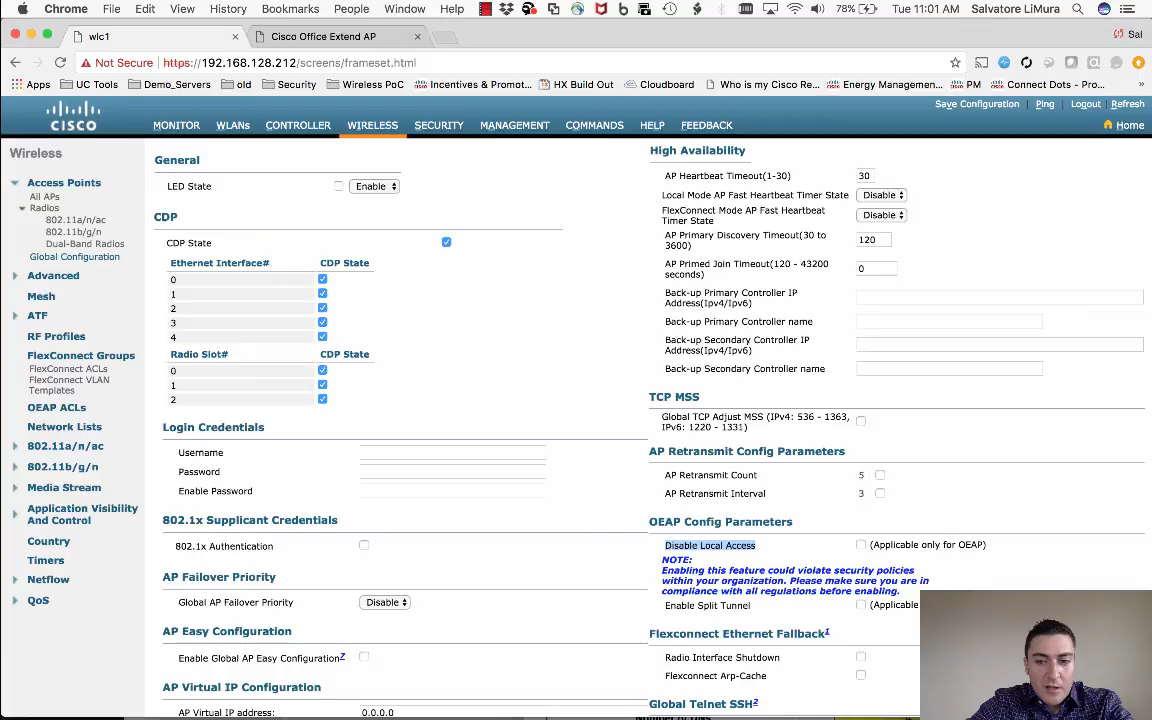 Chrome File Edit View History Bookmarks People Window Help 78% Tue 11:01 AM Salvatore LiMura
wlc1 × Cisco Office Extend AP × Sal
Not Secure https://192.168.128.212/screens/frameset.html
Apps UC Tools Demo_Servers old Security Wireless PoC Incentives & Promot... HX Build Out Cloudboard Who is my Cisco Re... Energy Managemen... PM Connect Dots - Pro... »
Save Configuration Ping Logout Refresh
CISCO MONITOR WLANs CONTROLLER WIRELESS SECURITY MANAGEMENT COMMANDS HELP FEEDBACK Home
Wireless
Access Points
All APs
Radios
802.11a/n/ac
802.11b/g/n
Dual-Band Radios
Global Configuration
Advanced
Mesh
ATF
RF Profiles
FlexConnect Groups
FlexConnect ACLs
FlexConnect VLAN
Templates
OEAP ACLs
Network Lists
802.11a/n/ac
802.11b/g/n
Media Stream
Application Visibility
And Control
Country
Timers
Netflow
QoS
General
LED State Enable
CDP
CDP State
Ethernet Interface# CDP State
0
1
2
3
4
Radio Slot# CDP State
0
1
2
Login Credentials
Username
Password
Enable Password
802.1x Supplicant Credentials
802.1x Authentication
AP Failover Priority
Global AP Failover Priority Disable
AP Easy Configuration
Enable Global AP Easy Configuration7
AP Virtual IP Configuration
AP Virtual IP address: 0.0.0.0
High Availability
AP Heartbeat Timeout(1-30) 30
Local Mode AP Fast Heartbeat Timer State Disable
FlexConnect Mode AP Fast Heartbeat
Timer State Disable
AP Primary Discovery Timeout(30 to
3600) 120
AP Primed Join Timeout(120 - 43200
seconds) 0
Back-up Primary Controller IP
Address(Ipv4/Ipv6)
Back-up Primary Controller name
Back-up Secondary Controller IP
Address(Ipv4/Ipv6)
Back-up Secondary Controller name
TCP MSS
Global TCP Adjust MSS (IPv4: 536 - 1363,
IPv6: 1220 - 1331)
AP Retransmit Config Parameters
AP Retransmit Count 5
AP Retransmit Interval 3
OEAP Config Parameters
Disable Local Access (Applicable only for OEAP)
NOTE:
Enabling this feature could violate security policies
within your organization. Please make sure you are in
compliance with all regulations before enabling.
Enable Split Tunnel (Applicable
Flexconnect Ethernet Fallback1
Radio Interface Shutdown
Flexconnect Arp-Cache
Global Telnet SSH2